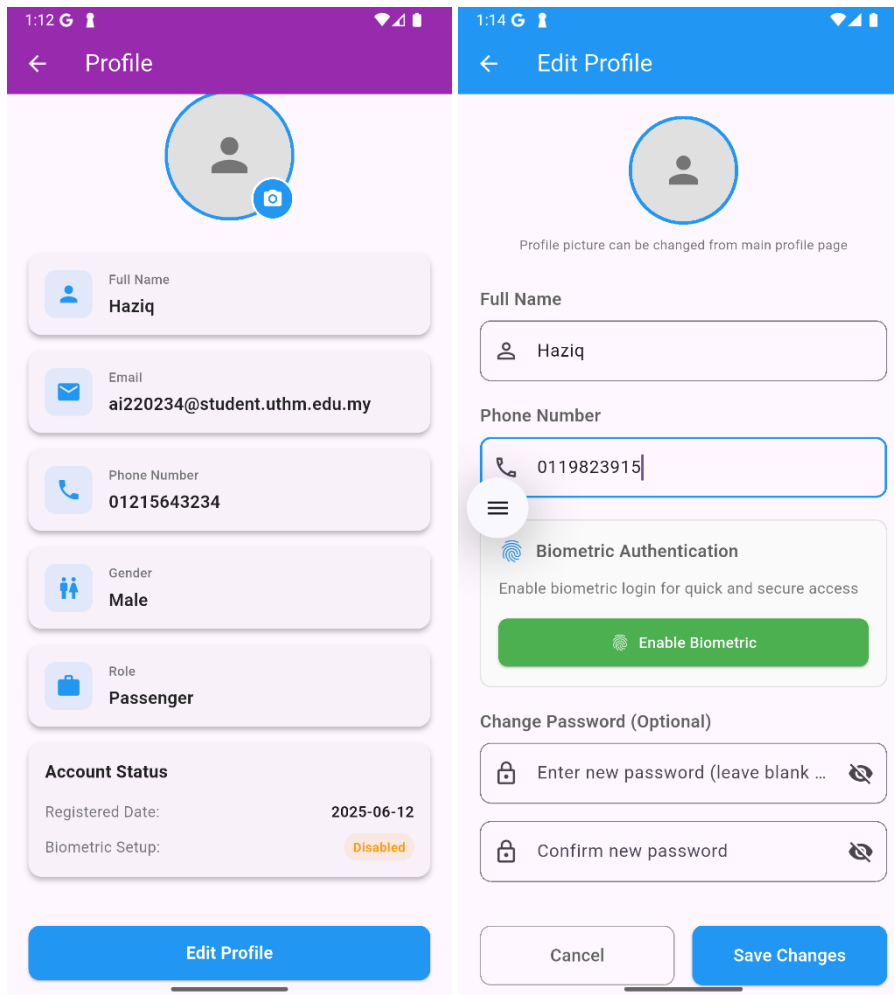 1:12 G
Profile
Full Name
Haziq
Email
ai220234@student.uthm.edu.my
Phone Number
01215643234
Gender
Male
Role
Passenger
Account Status
Registered Date: 2025-06-12
Biometric Setup: Disabled
Edit Profile
1:14 G
Edit Profile
Profile picture can be changed from main profile page
Full Name
Haziq
Phone Number
0119823915
Biometric Authentication
Enable biometric login for quick and secure access
Enable Biometric
Change Password (Optional)
Enter new password (leave blank ...
Confirm new password
Cancel Save Changes